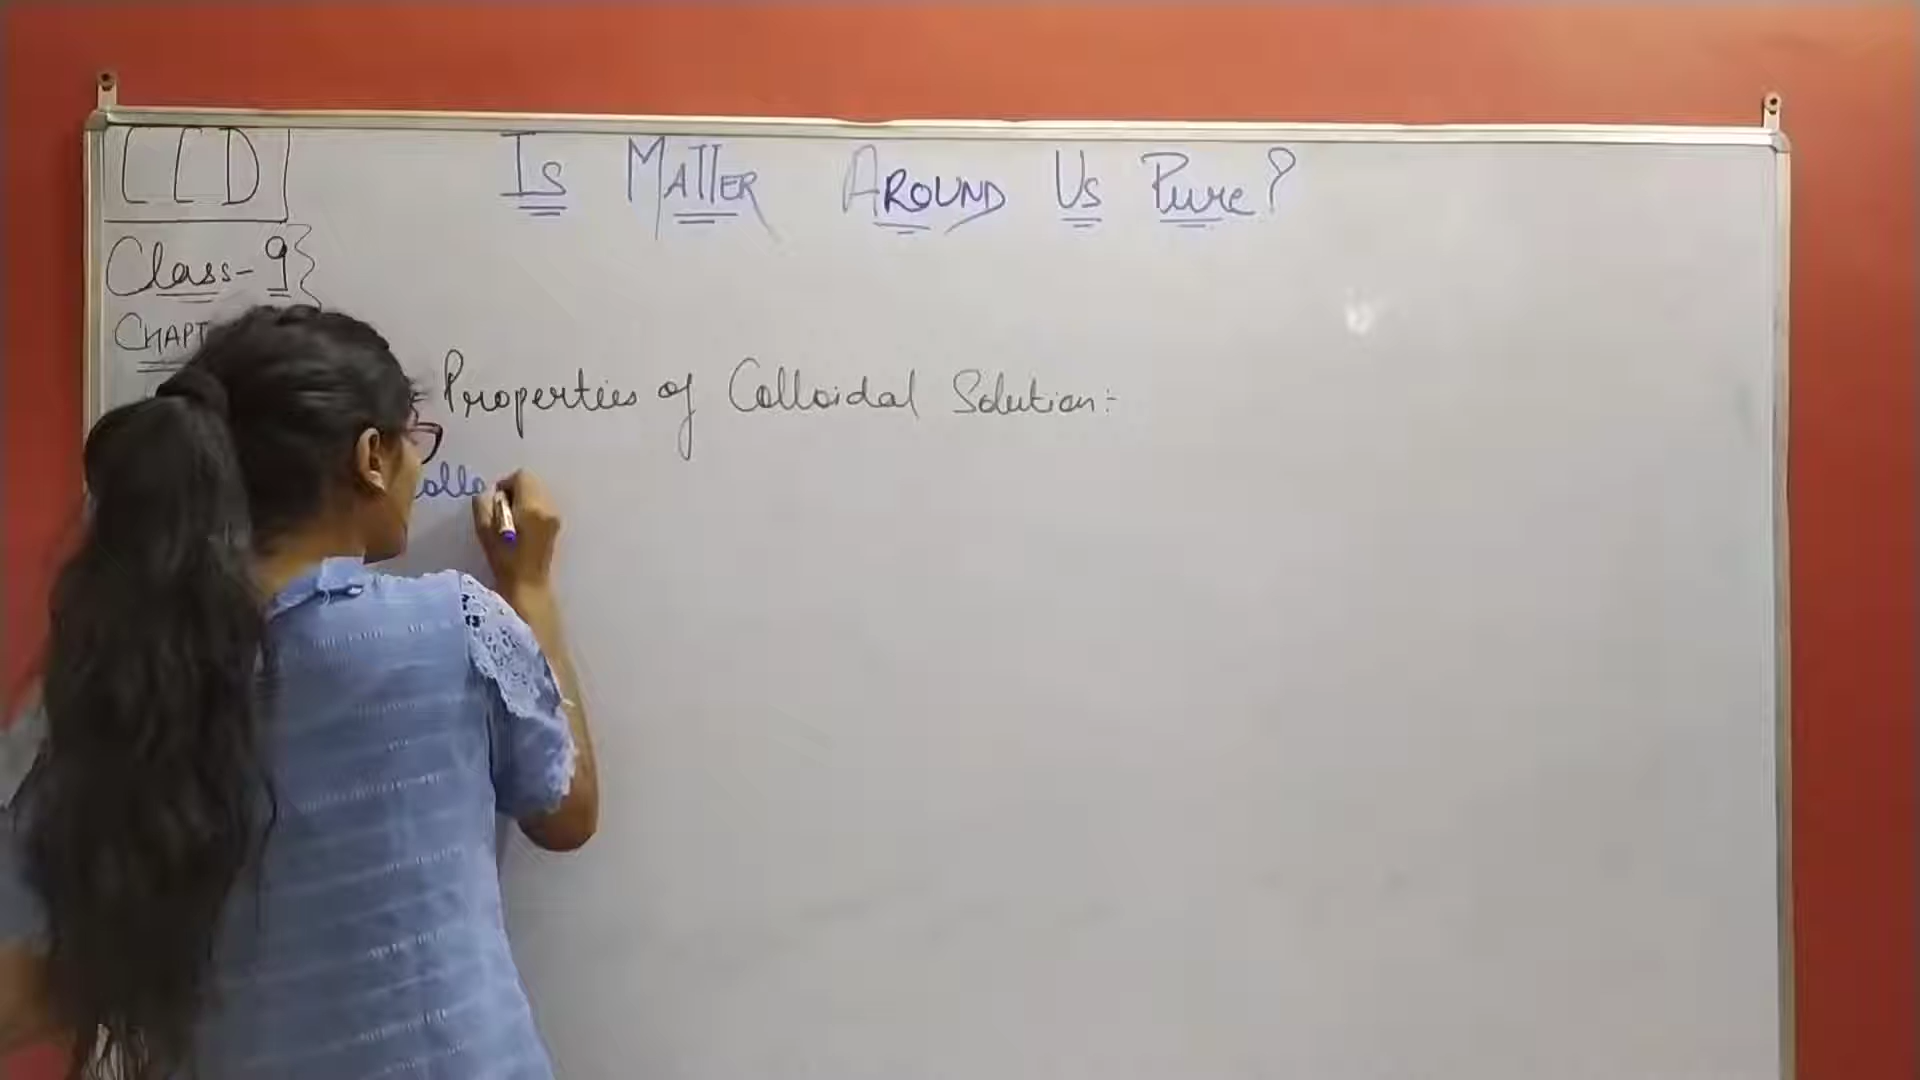 CCD
Is Matter Around Us Pure?
Class-9
Properties of Colloidal Solution:-